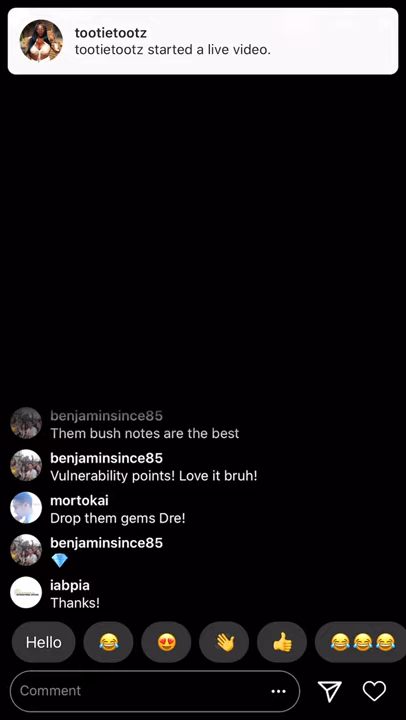 tootietootz
tootietootz started a live video.
benjaminsince85
Them bush notes are the best
benjaminsince85
Vulnerability points! Love it bruh!
mortokai
Drop them gems Dre!
benjaminsince85
💎
iabpia
Thanks!
Hello 😂 😍 👋 👍 😂😂😂
Comment